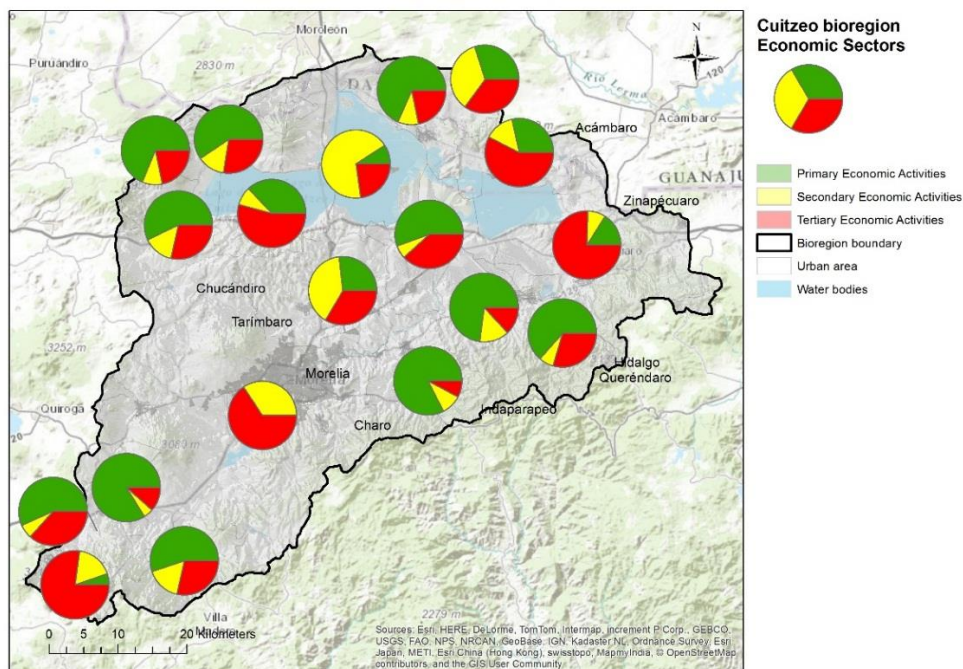 Cuitzeo bioregion
Economic Sectors
Primary Economic Activities
Secondary Economic Activities
Tertiary Economic Activities
Bioregion boundary
Urban area
Water bodies
Moroleón
Puruándiro
2830 m
DA
N
Río Lerma
120
Acámbaro
Acámbaro
GUANAJU
Zinapécuaro
Chucándiro
Tarímbaro
3252 m
Morelia
Hidalgo
Queréndaro
Quiroga
Indaparapeo
120
Charo
3080 m
Villa
2279 m
0 5 10 20 Kilometers
Sources: Esri, HERE, DeLorme, TomTom, Intermap, increment P Corp., GEBCO,
USGS, FAO, NPS, NRCAN, GeoBase, IGN, Kadaster NL, Ordnance Survey, Esri
Japan, METI, Esri China (Hong Kong), swisstopo, MapmyIndia, © OpenStreetMap
contributors, and the GIS User Community